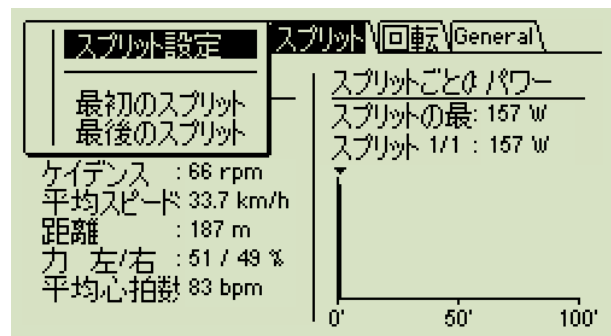 スプリット設定
最初のスプリット
最後のスプリット
スプリット 回転 General
スプリットごとの パワー
スプリットの最: 157 W
スプリット 1/1 : 157 W
ケイデンス : 66 rpm
平均スピード: 33.7 km/h
距離 : 187 m
力 左/右 : 51 / 49 %
平均心拍数 83 bpm
0' 50' 100'